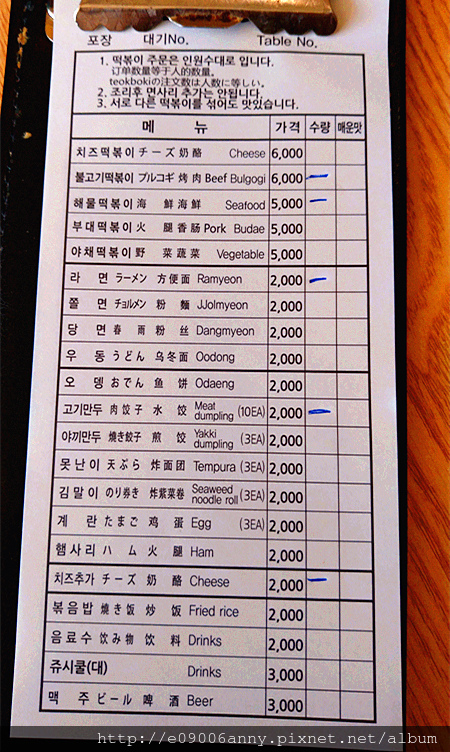 포장 대기No. Table No.
1. 떡볶이 주문은 인원수대로 입니다.
订单数量等于人的数量。
teokbokiの注文数は人数に等しい。
2. 조리후 면사리 추가는 안됩니다.
3. 서로 다른 떡볶이를 섞어도 맛있습니다.
메 뉴 가격 수량 매운맛
치즈떡볶이 チーズ 奶酪 Cheese 6,000
불고기떡볶이 プルコギ 烤肉 Beef Bulgogi 6,000
해물떡볶이 海鮮 海鲜 Seafood 5,000
부대떡볶이 火腿香肠 Pork Budae 5,000
야채떡볶이 野菜 蔬菜 Vegetable 5,000
라면 ラーメン 方便面 Ramyeon 2,000
쫄면 チョルメン 粉麵 JJolmyeon 2,000
당면 春雨 粉丝 Dangmyeon 2,000
우동 うどん 乌冬面 Oodong 2,000
오뎅 おでん 鱼饼 Odaeng 2,000
고기만두 肉餃子 水饺 Meat dumpling (10EA) 2,000
야끼만두 焼き餃子 煎饺 Yakki dumpling (3EA) 2,000
못난이 天ぷら 炸面团 Tempura (3EA) 2,000
김말이 のり巻き 炸紫菜卷 Seaweed noodle roll (3EA) 2,000
계란 たまご 鸡蛋 Egg (3EA) 2,000
햄사리 ハム 火腿 Ham 2,000
치즈추가 チーズ 奶酪 Cheese 2,000
볶음밥 焼き飯 炒饭 Fried rice 2,000
음료수 飲み物 饮料 Drinks 2,000
쥬시쿨(대) Drinks 3,000
맥주 ビール 啤酒 Beer 3,000
http://e09006anny.pixnet.net/album